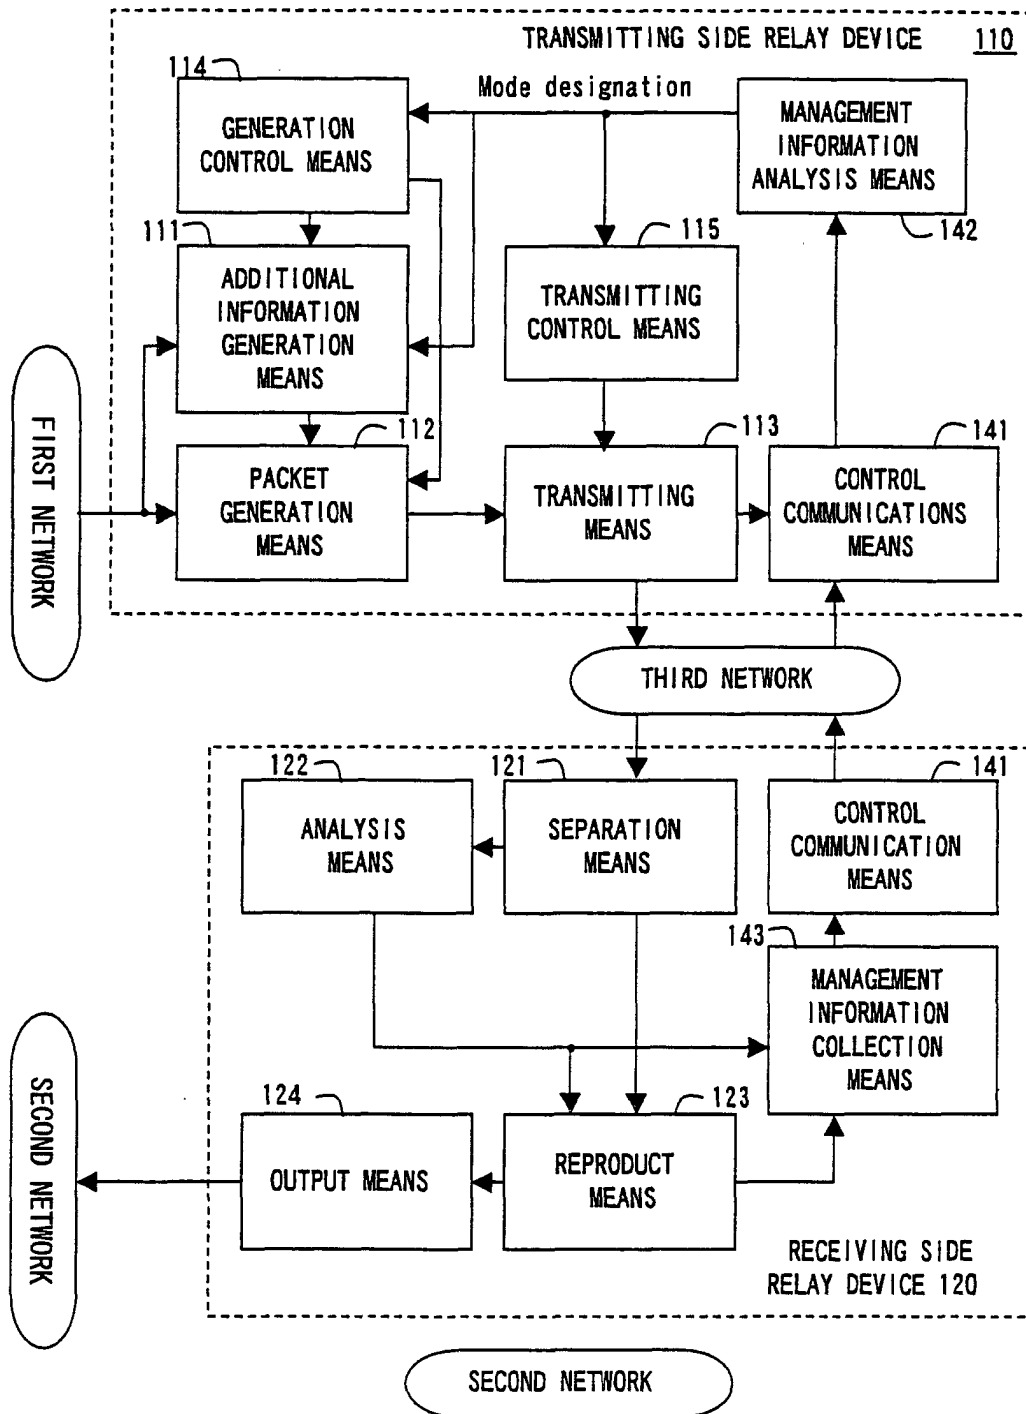 TRANSMITTING SIDE RELAY DEVICE 110
114
Mode designation
GENERATION
CONTROL MEANS
MANAGEMENT
INFORMATION
ANALYSIS MEANS
142
111
115
ADDITIONAL
INFORMATION
GENERATION
MEANS
TRANSMITTING
CONTROL MEANS
FIRST NETWORK
112
113
141
PACKET
GENERATION
MEANS
TRANSMITTING
MEANS
CONTROL
COMMUNICATIONS
MEANS
THIRD NETWORK
122
121
141
ANALYSIS
MEANS
SEPARATION
MEANS
CONTROL
COMMUNICATION
MEANS
143
MANAGEMENT
INFORMATION
COLLECTION
MEANS
SECOND NETWORK
124
123
OUTPUT MEANS
REPRODUCT
MEANS
RECEIVING SIDE
RELAY DEVICE 120
SECOND NETWORK